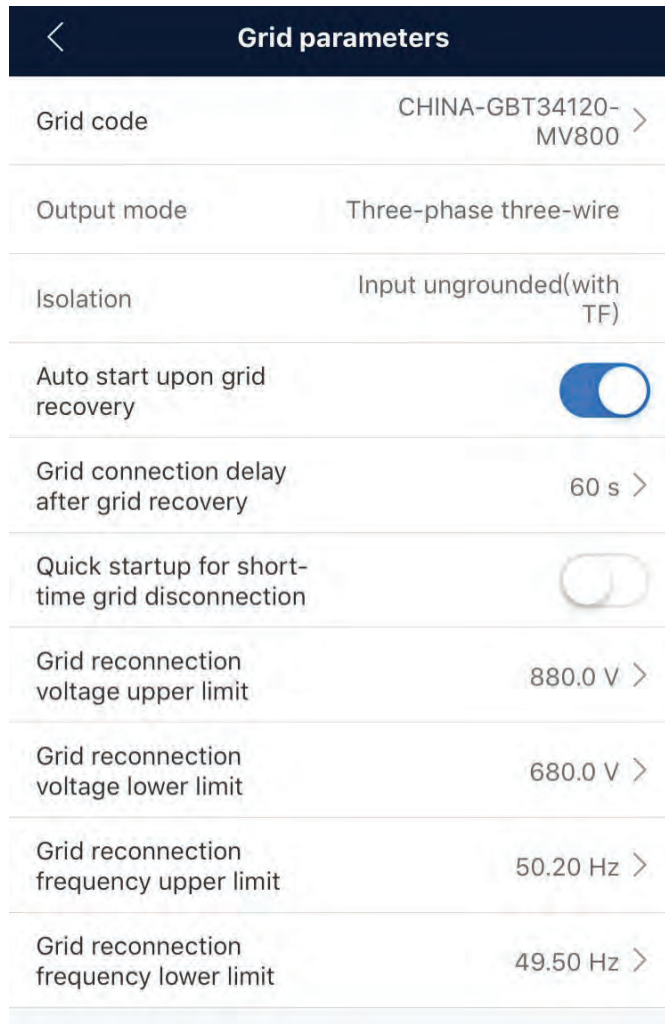 Grid parameters
Grid code
CHINA-GBT34120-
MV800
Output mode
Three-phase three-wire
Isolation
Input ungrounded(with
TF)
Auto start upon grid
recovery
Grid connection delay
after grid recovery
60 s
Quick startup for short-
time grid disconnection
Grid reconnection
voltage upper limit
880.0 V
Grid reconnection
voltage lower limit
680.0 V
Grid reconnection
frequency upper limit
50.20 Hz
Grid reconnection
frequency lower limit
49.50 Hz